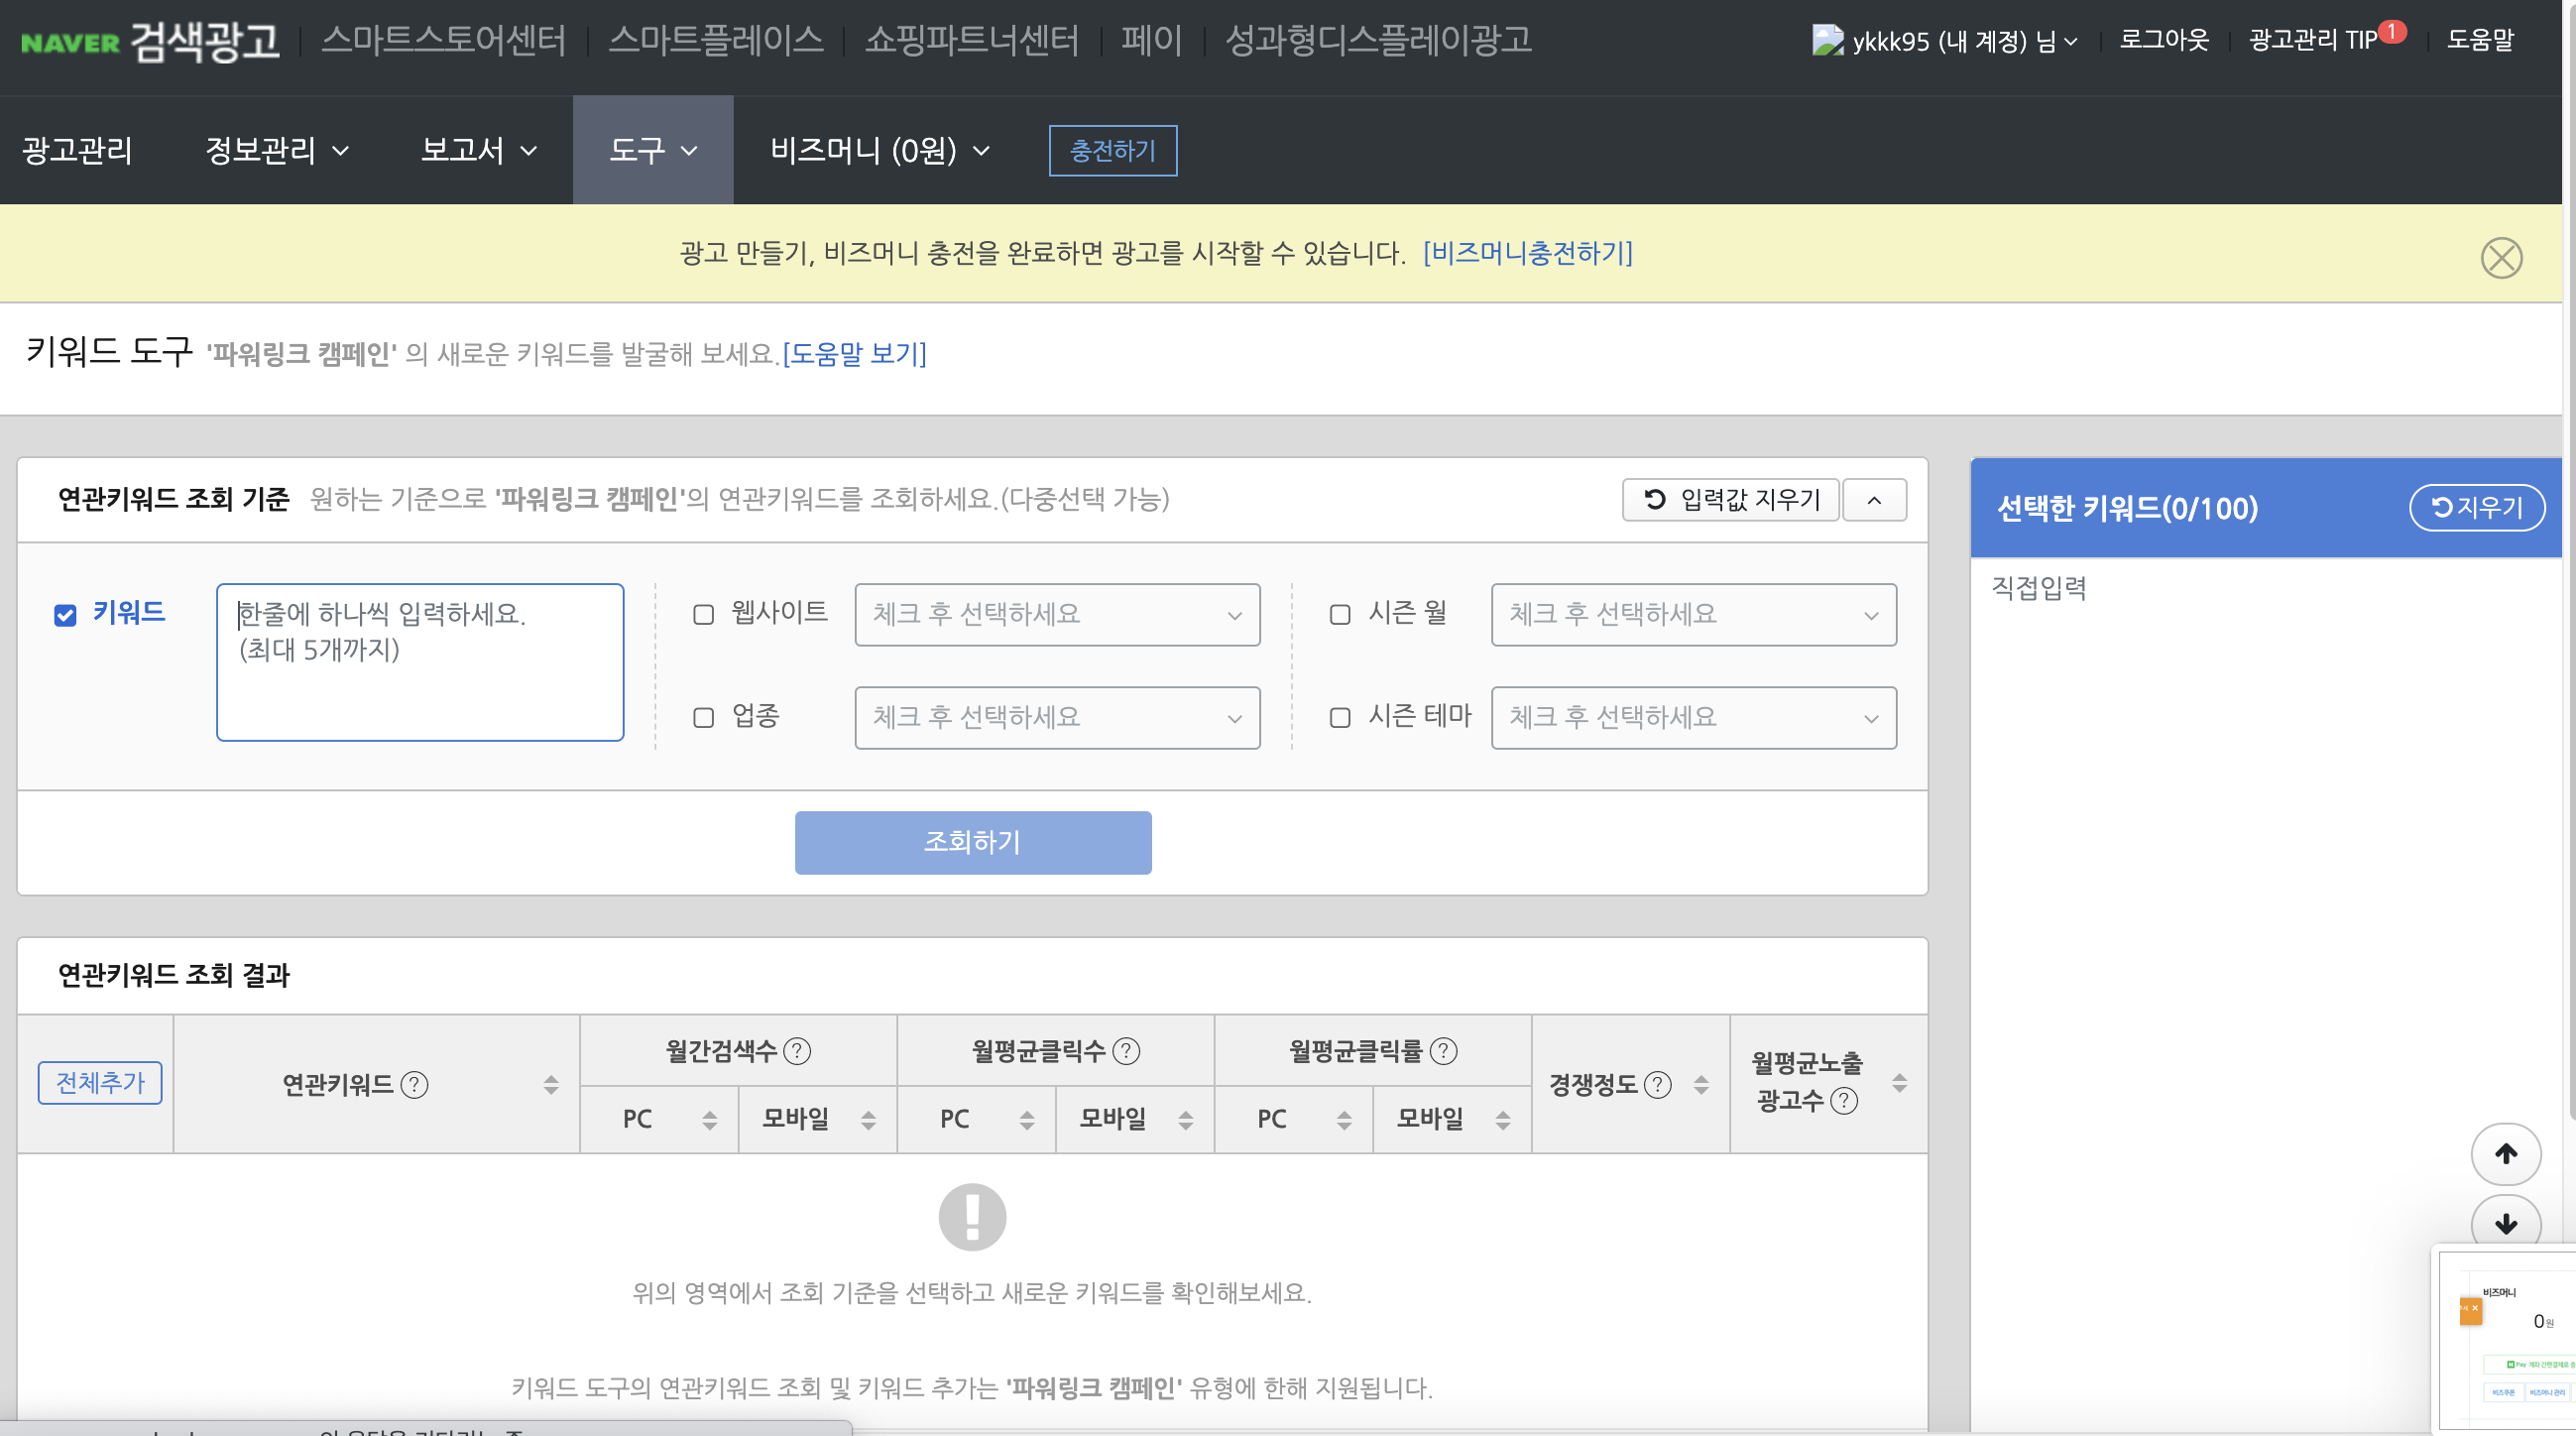 NAVER 검색광고 스마트스토어센터 스마트플레이스 쇼핑파트너센터 페이 성과형디스플레이광고 ykkk95 (내 계정) 님 로그아웃 광고관리 TIP 1 도움말
광고관리 정보관리 보고서 도구 비즈머니 (0원) 충전하기
광고 만들기, 비즈머니 충전을 완료하면 광고를 시작할 수 있습니다. [비즈머니충전하기]
키워드 도구 '파워링크 캠페인' 의 새로운 키워드를 발굴해 보세요.[도움말 보기]
연관키워드 조회 기준 원하는 기준으로 '파워링크 캠페인'의 연관키워드를 조회하세요.(다중선택 가능) 입력값 지우기
키워드 한줄에 하나씩 입력하세요.
(최대 5개까지)
웹사이트 체크 후 선택하세요 시즌 월 체크 후 선택하세요
업종 체크 후 선택하세요 시즌 테마 체크 후 선택하세요
조회하기
선택한 키워드(0/100) 지우기
직접입력
연관키워드 조회 결과
전체추가 연관키워드 ? 월간검색수 ? 월평균클릭수 ? 월평균클릭률 ? 경쟁정도 ? 월평균노출
광고수 ?
PC 모바일 PC 모바일 PC 모바일
위의 영역에서 조회 기준을 선택하고 새로운 키워드를 확인해보세요.
키워드 도구의 연관키워드 조회 및 키워드 추가는 '파워링크 캠페인' 유형에 한해 지원됩니다.
비즈머니
0원
비즈쿠폰 비즈머니 관리